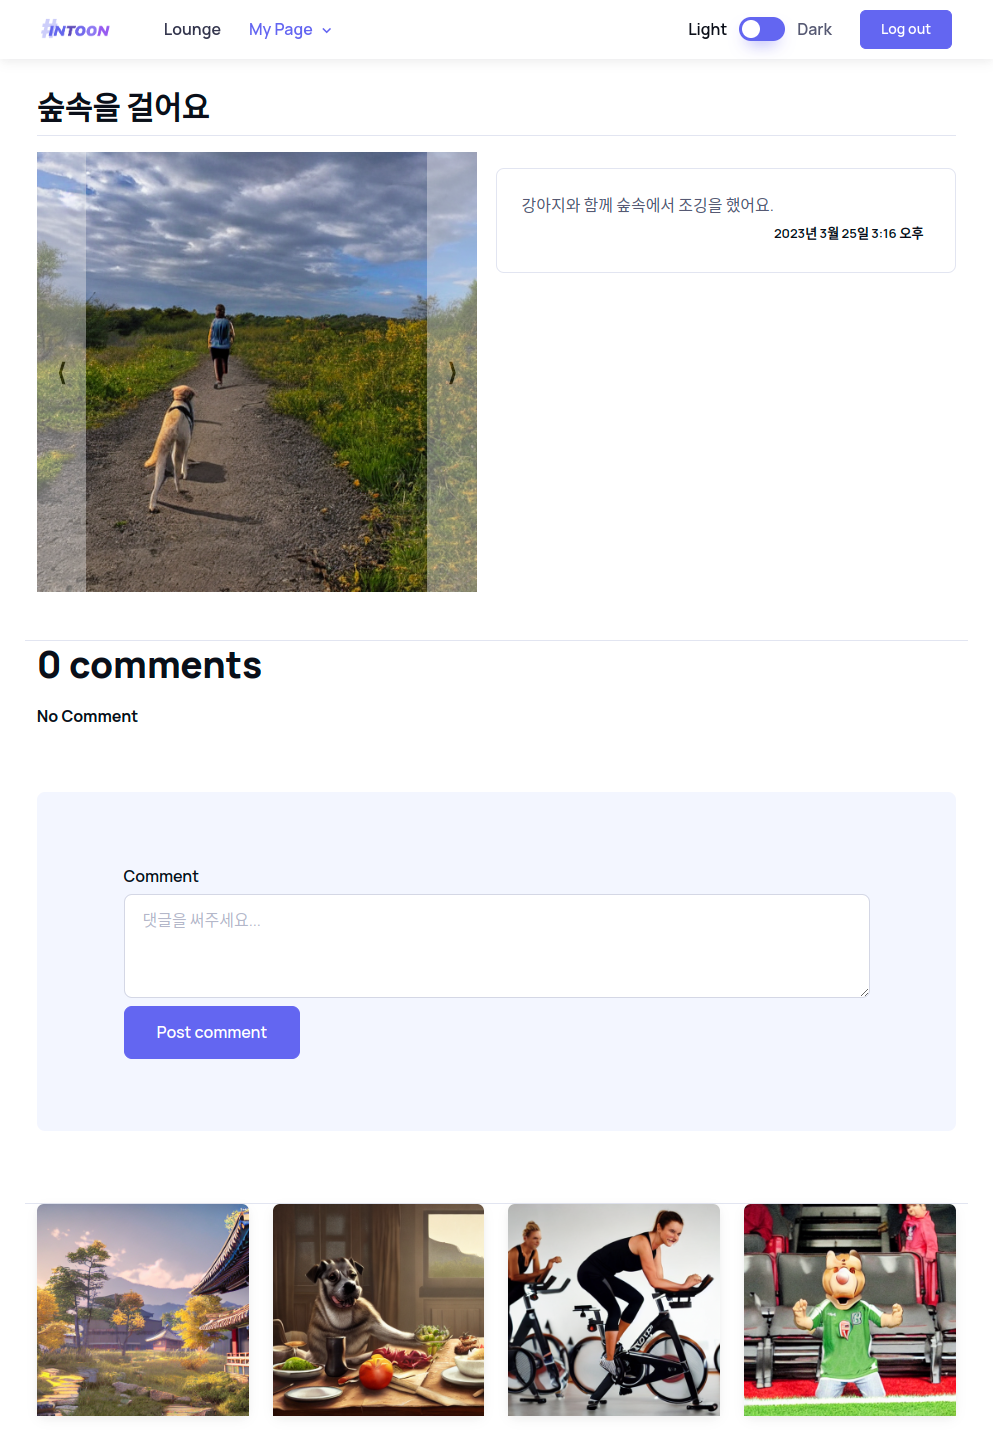 #INTOON
Lounge
My Page
Light
Dark
Log out
숲속을 걸어요
강아지와 함께 숲속에서 조깅을 했어요.
2023년 3월 25일 3:16 오후
0 comments
No Comment
Comment
댓글을 써주세요...
Post comment